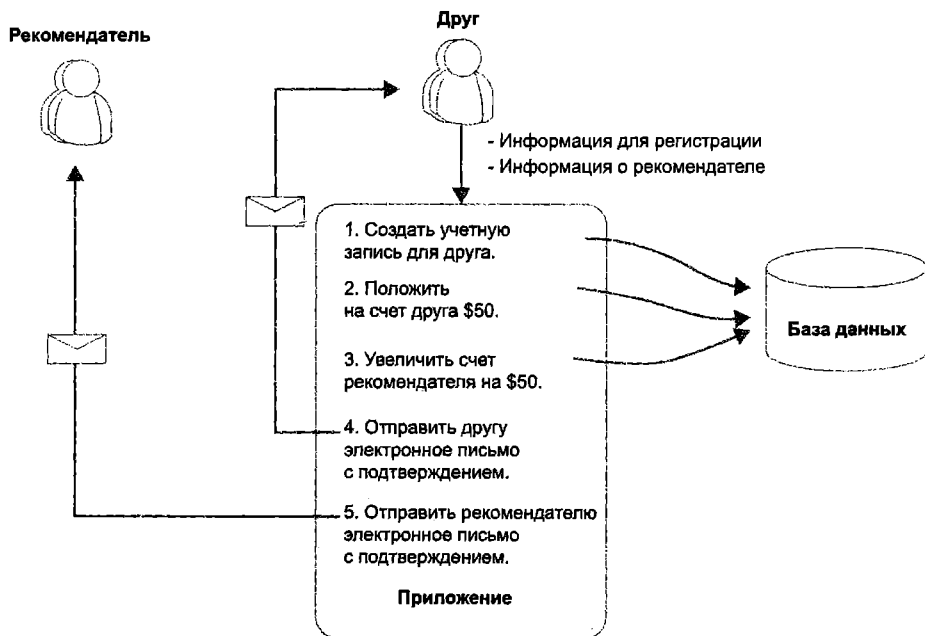 Друг
Рекомендатель
- Информация для регистрации
- Информация о рекомендателе
1. Создать учетную
запись для друга.
2. Положить
на счет друга $50.
3. Увеличить счет
рекомендателя на $50.
4. Отправить другу
электронное письмо
с подтверждением.
5. Отправить рекомендателю
электронное письмо
с подтверждением.
Приложение
База данных